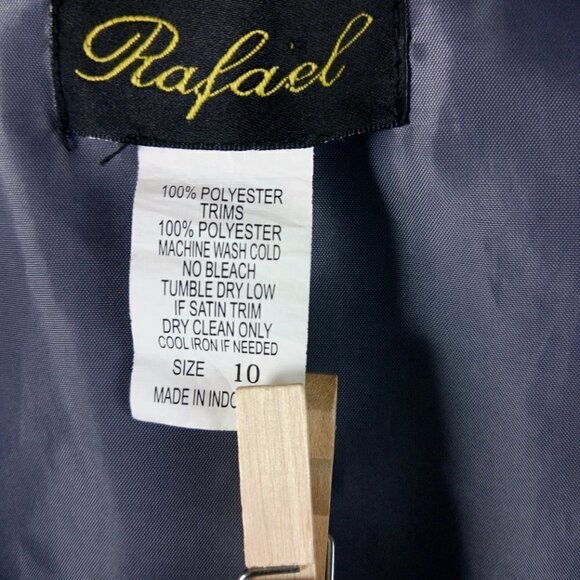 Rafael
100% POLYESTER
TRIMS
100% POLYESTER
MACHINE WASH COLD
NO BLEACH
TUMBLE DRY LOW
IF SATIN TRIM
DRY CLEAN ONLY
COOL IRON IF NEEDED
SIZE 10
MADE IN